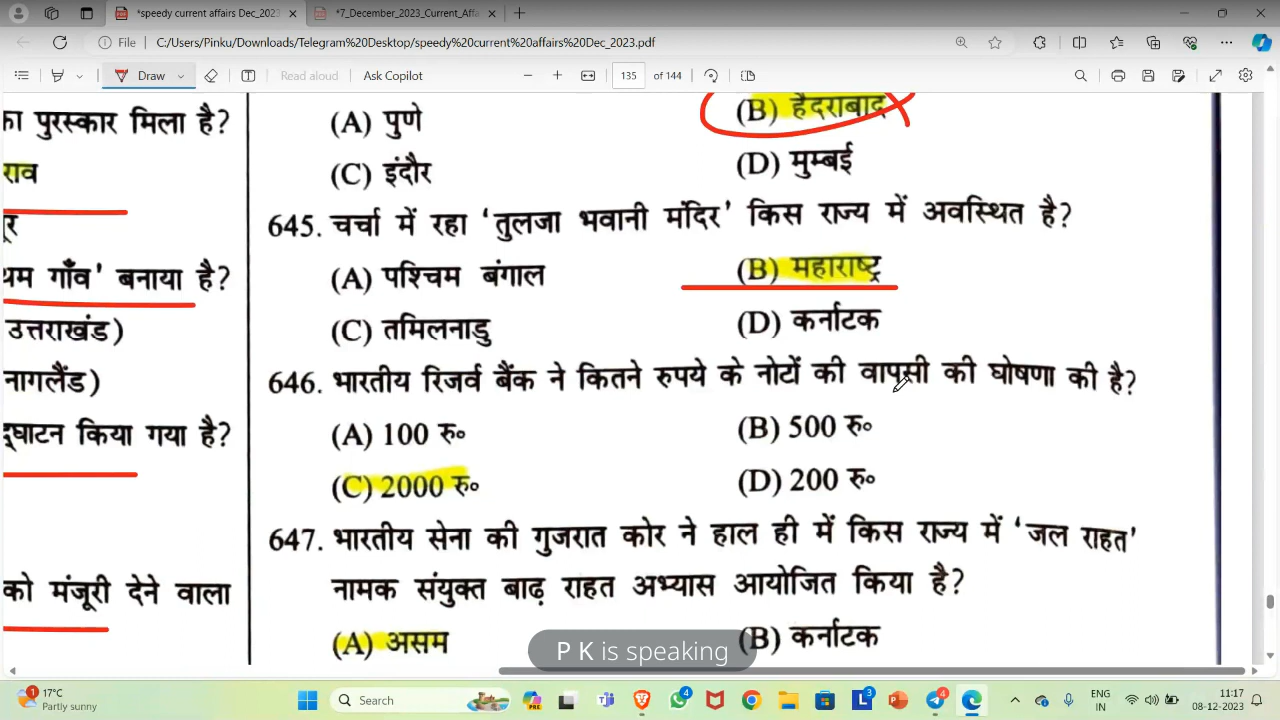 *speedy current affairs Dec_2023
*7_December_2023_Current_Affa
File
C:/Users/Pinku/Downloads/Telegram%20Desktop/speedy%20current%20affairs%20Dec_2023.pdf
Draw
Read aloud
Ask Copilot
135 of 144
का पुरस्कार मिला है?
राव
थम गाँव' बनाया है?
उत्तराखंड)
नागलैंड)
द्घाटन किया गया है?
को मंजूरी देने वाला
(A) पुणे (B) हैदराबाद
(C) इंदौर (D) मुम्बई
645. चर्चा में रहा 'तुलजा भवानी मंदिर' किस राज्य में अवस्थित है?
(A) पश्चिम बंगाल (B) महाराष्ट्र
(C) तमिलनाडु (D) कर्नाटक
646. भारतीय रिजर्व बैंक ने कितने रुपये के नोटों की वापसी की घोषणा की है?
(A) 100 रु० (B) 500 रु०
(C) 2000 रु० (D) 200 रु०
647. भारतीय सेना की गुजरात कोर ने हाल ही में किस राज्य में 'जल राहत'
नामक संयुक्त बाढ़ राहत अभ्यास आयोजित किया है?
(A) असम (B) कर्नाटक
P K is speaking
17°C
Partly sunny
Search
ENG
IN
11:17
08-12-2023